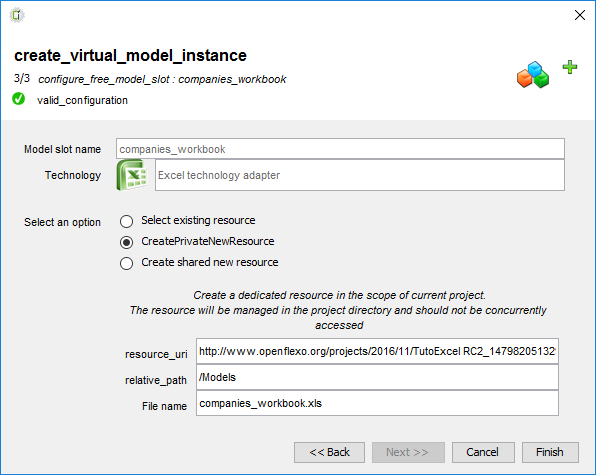 create_virtual_model_instance
3/3 configure_free_model_slot : companies_workbook
valid_configuration
Model slot name companies_workbook
Technology Excel technology adapter
Select an option Select existing resource
CreatePrivateNewResource
Create shared new resource
Create a dedicated resource in the scope of current project.
The resource will be managed in the project directory and should not be concurrently
accessed
resource_uri http://www.openflexo.org/projects/2016/11/TutoExcel RC2_147982051329
relative_path /Models
File name companies_workbook.xls
<< Back Next >> Cancel Finish